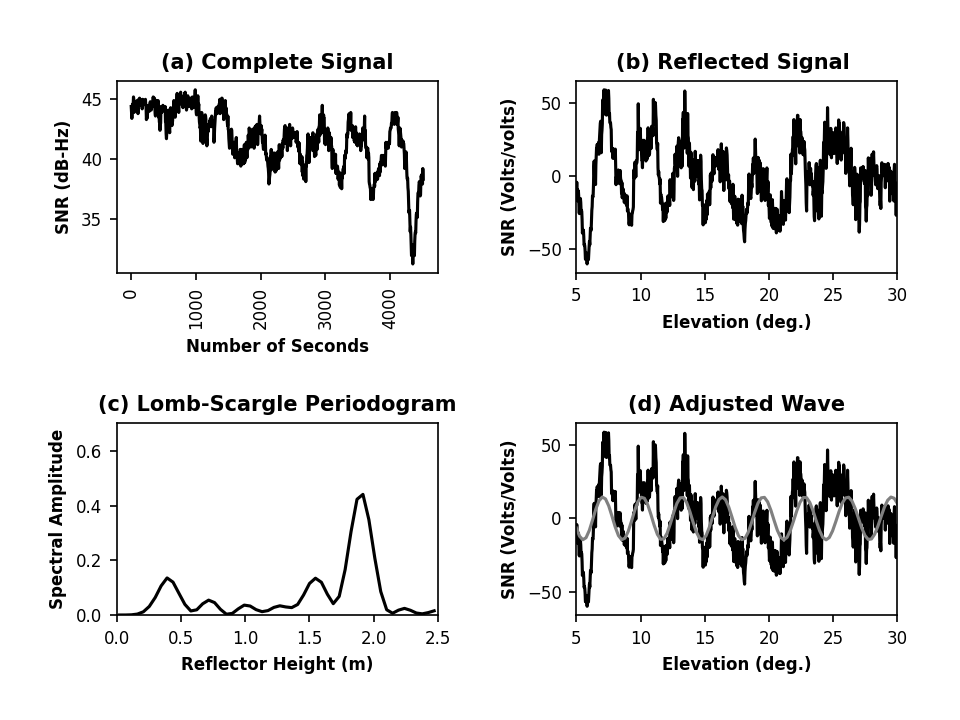 (a) Complete Signal
SNR (dB-Hz)
45
40
35
0
1000
2000
3000
4000
Number of Seconds
(b) Reflected Signal
SNR (Volts/volts)
50
0
−50
5 10 15 20 25 30
Elevation (deg.)
(c) Lomb-Scargle Periodogram
Spectral Amplitude
0.6
0.4
0.2
0.0
0.0 0.5 1.0 1.5 2.0 2.5
Reflector Height (m)
(d) Adjusted Wave
SNR (Volts/Volts)
50
0
−50
5 10 15 20 25 30
Elevation (deg.)